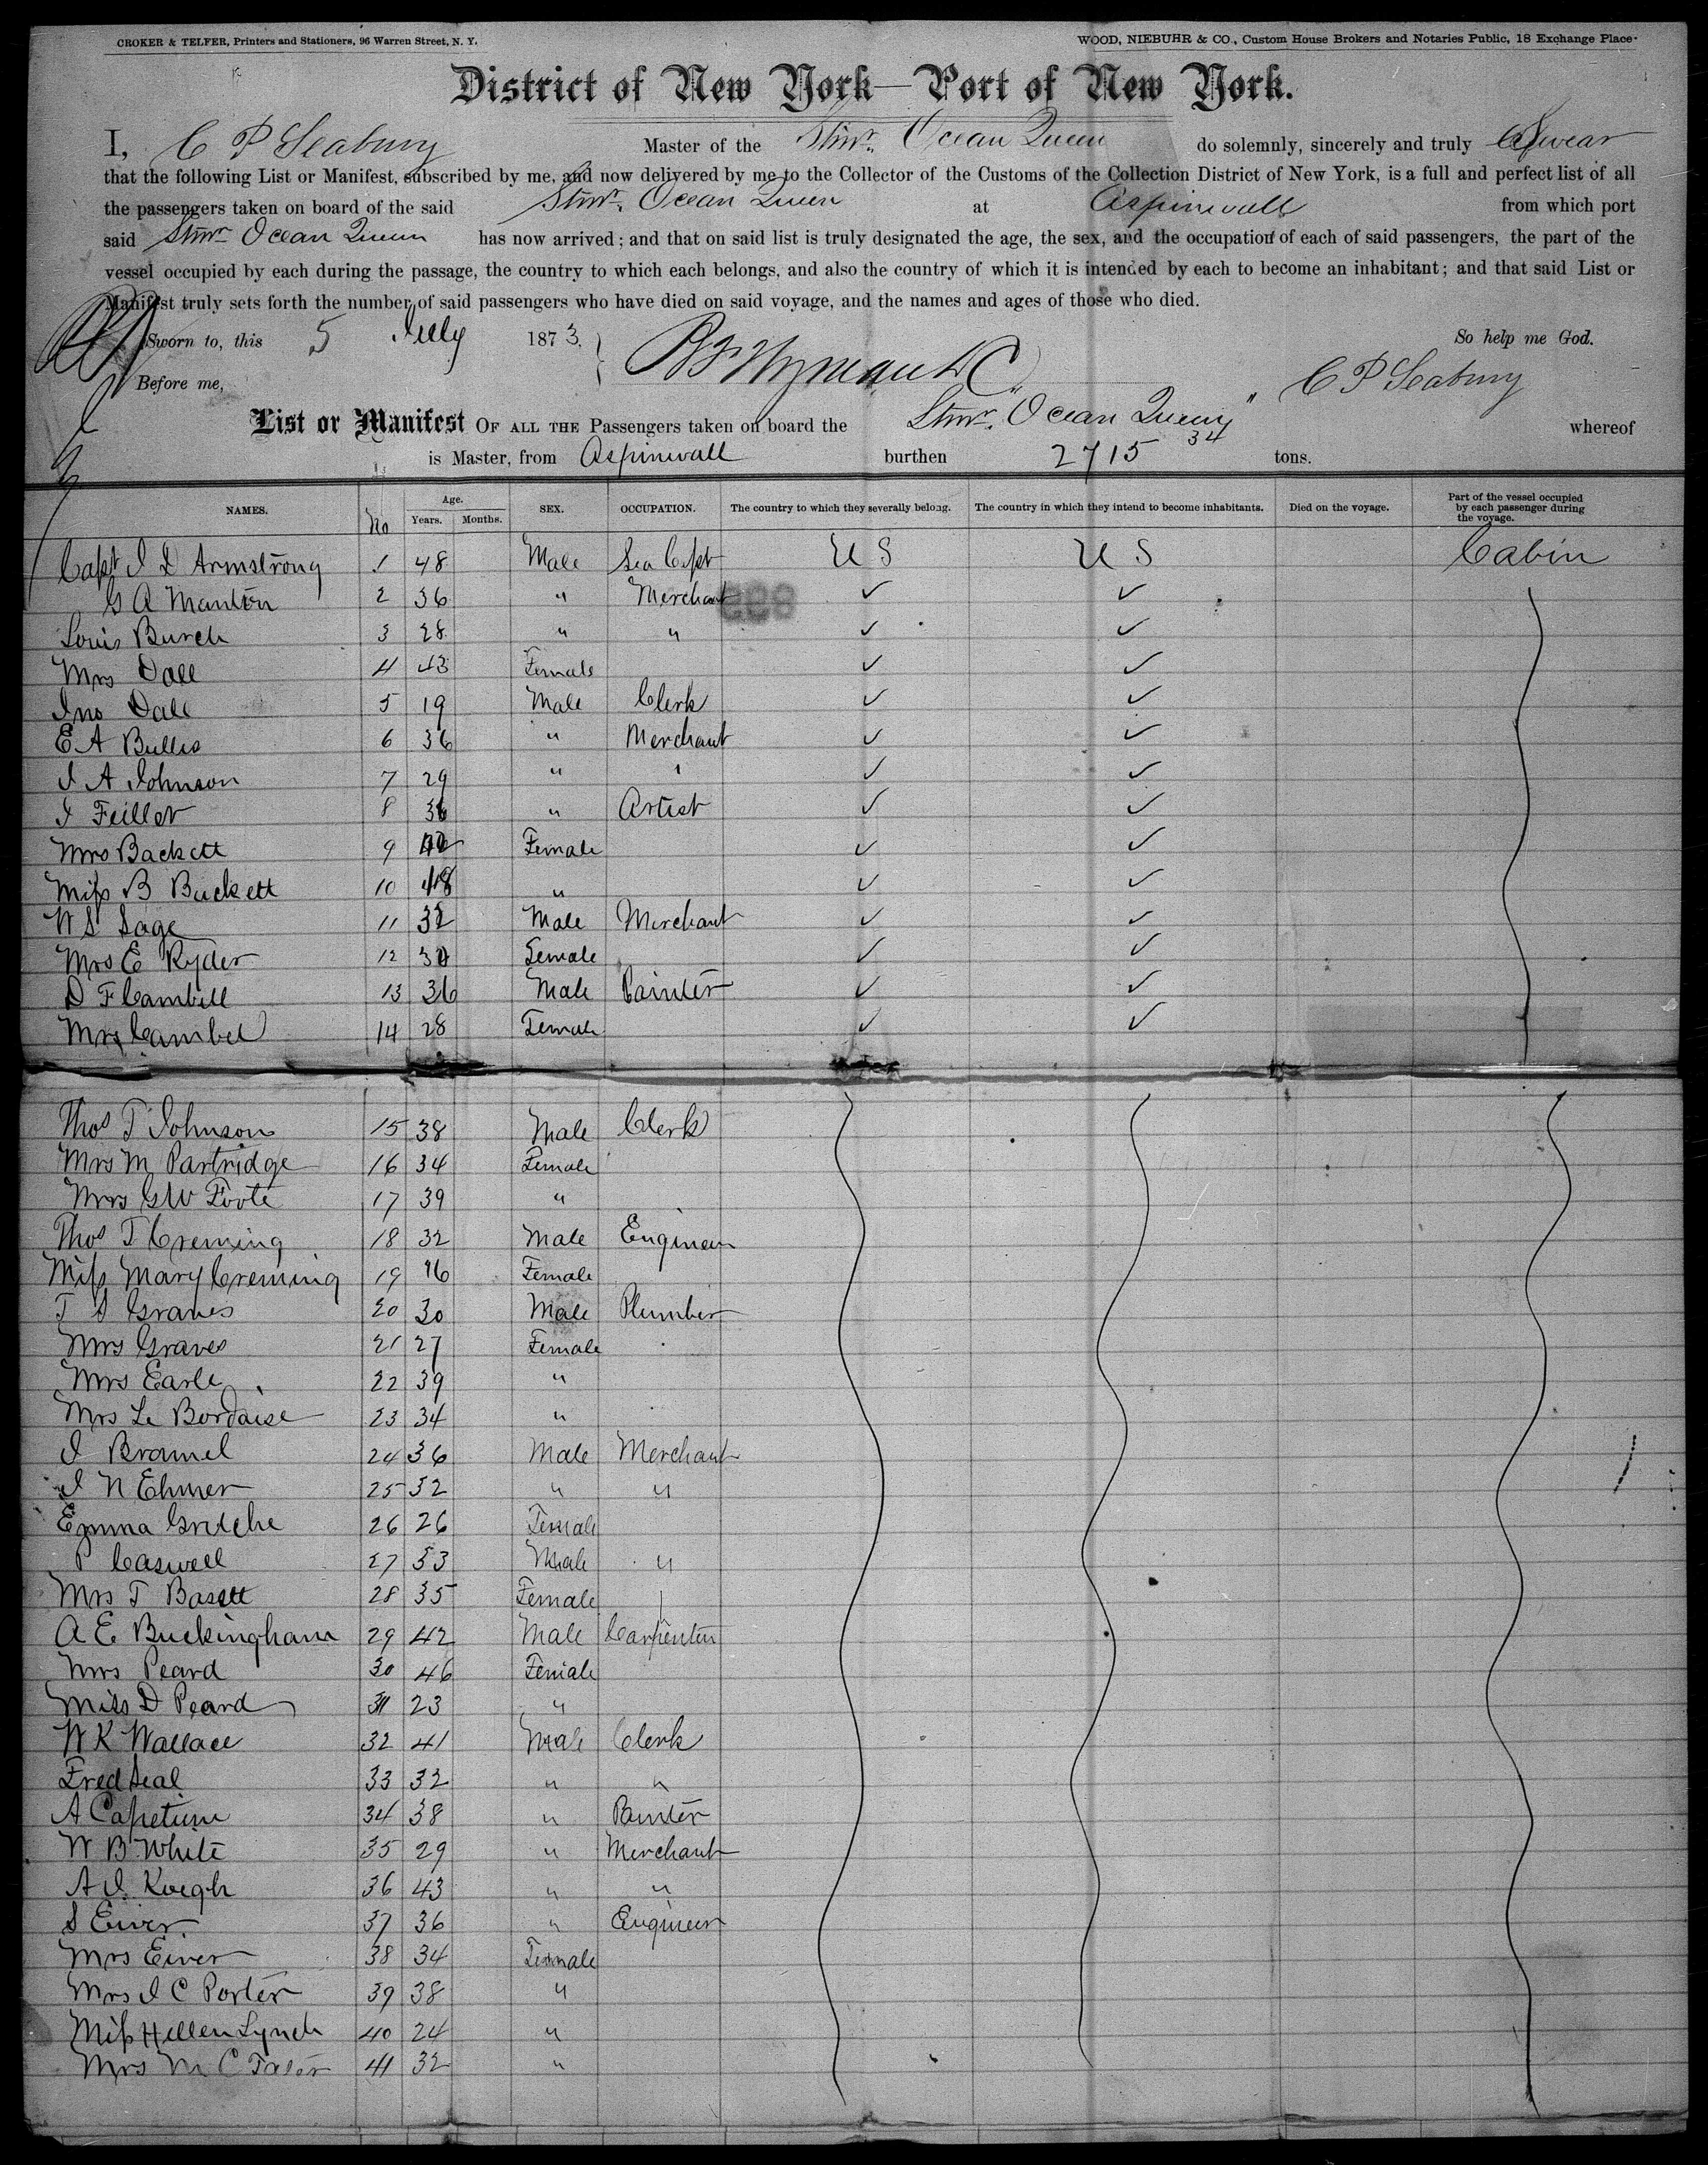 CROKER & TELFER, Printers and Stationers, 96 Warren Street, N. Y.
WOOD, NIEBUHR & CO., Custom House Brokers and Notaries Public, 18 Exchange Place.
District of New York—Port of New York.
I, C P Seabury Master of the Stmr. Ocean Queen do solemnly, sincerely and truly Swear
that the following List or Manifest, subscribed by me, and now delivered by me to the Collector of the Customs of the Collection District of New York, is a full and perfect list of all
the passengers taken on board of the said Stmr. Ocean Queen at Aspinwall from which port
said Stmr Ocean Queen has now arrived; and that on said list is truly designated the age, the sex, and the occupation of each of said passengers, the part of the
vessel occupied by each during the passage, the country to which each belongs, and also the country of which it is intended by each to become an inhabitant; and that said List or
Manifest truly sets forth the number of said passengers who have died on said voyage, and the names and ages of those who died.
Sworn to, this 5 July 1873. So help me God.
Before me, C P Seabury
List or Manifest OF ALL THE Passengers taken on board the Stmr. "Ocean Queen" whereof
is Master, from Aspinwall burthen 2715 34 tons.
NAMES. No Age. Years. Months. SEX. OCCUPATION. The country to which they severally belong. The country in which they intend to become inhabitants. Died on the voyage. Part of the vessel occupied by each passenger during the voyage.
Capt J L Armstrong 1 48 Male Sea Capt U S U S Cabin
G A Manton 2 36 " Merchant ✓ ✓
Louis Burch 3 28 " " ✓ ✓
Mrs Dall 4 43 Female ✓ ✓
Jno Dall 5 19 Male Clerk ✓ ✓
E A Bullis 6 36 " Merchant ✓ ✓
J A Johnson 7 29 " " ✓ ✓
J Feillet 8 36 " Artist ✓ ✓
Mrs Backett 9 Female ✓ ✓
Miss B Buckett 10 18 " ✓ ✓
W S Sage 11 32 Male Merchant ✓ ✓
Mrs E Ryder 12 30 Female ✓ ✓
D F Cambell 13 36 Male Painter ✓ ✓
Mrs Cambel 14 28 Female ✓ ✓
Thos T Johnson 15 38 Male Clerk
Mrs M Partridge 16 34 Female
Mrs G W Foote 17 39 "
Thos T Creming 18 32 Male Engineer
Miss Mary Creming 19 16 Female
T S Graves 20 30 Male Plumber
Mrs Graves 21 27 Female
Mrs Earle 22 39 "
Mrs Le Bordaise 23 34 "
J Bramel 24 36 Male Merchant
J N Elmer 25 32 " "
Emma Gritche 26 26 Female
P Caswell 27 53 Male "
Mrs T Basett 28 35 Female
A E Buckingham 29 42 Male Carpenter
Mrs Peard 30 46 Female
Miss D Peard 31 23 "
W K Wallace 32 41 Male Clerk
Fred Seal 33 32 " "
A Capetium 34 38 " Painter
W B White 35 29 " Merchant
A J Koegh 36 43 " "
S Eiver 37 36 " Engineer
Mrs Eiver 38 34 Female
Mrs J C Porter 39 38 "
Miss Hellen Lynch 40 24 "
Mrs M C 41 32 "